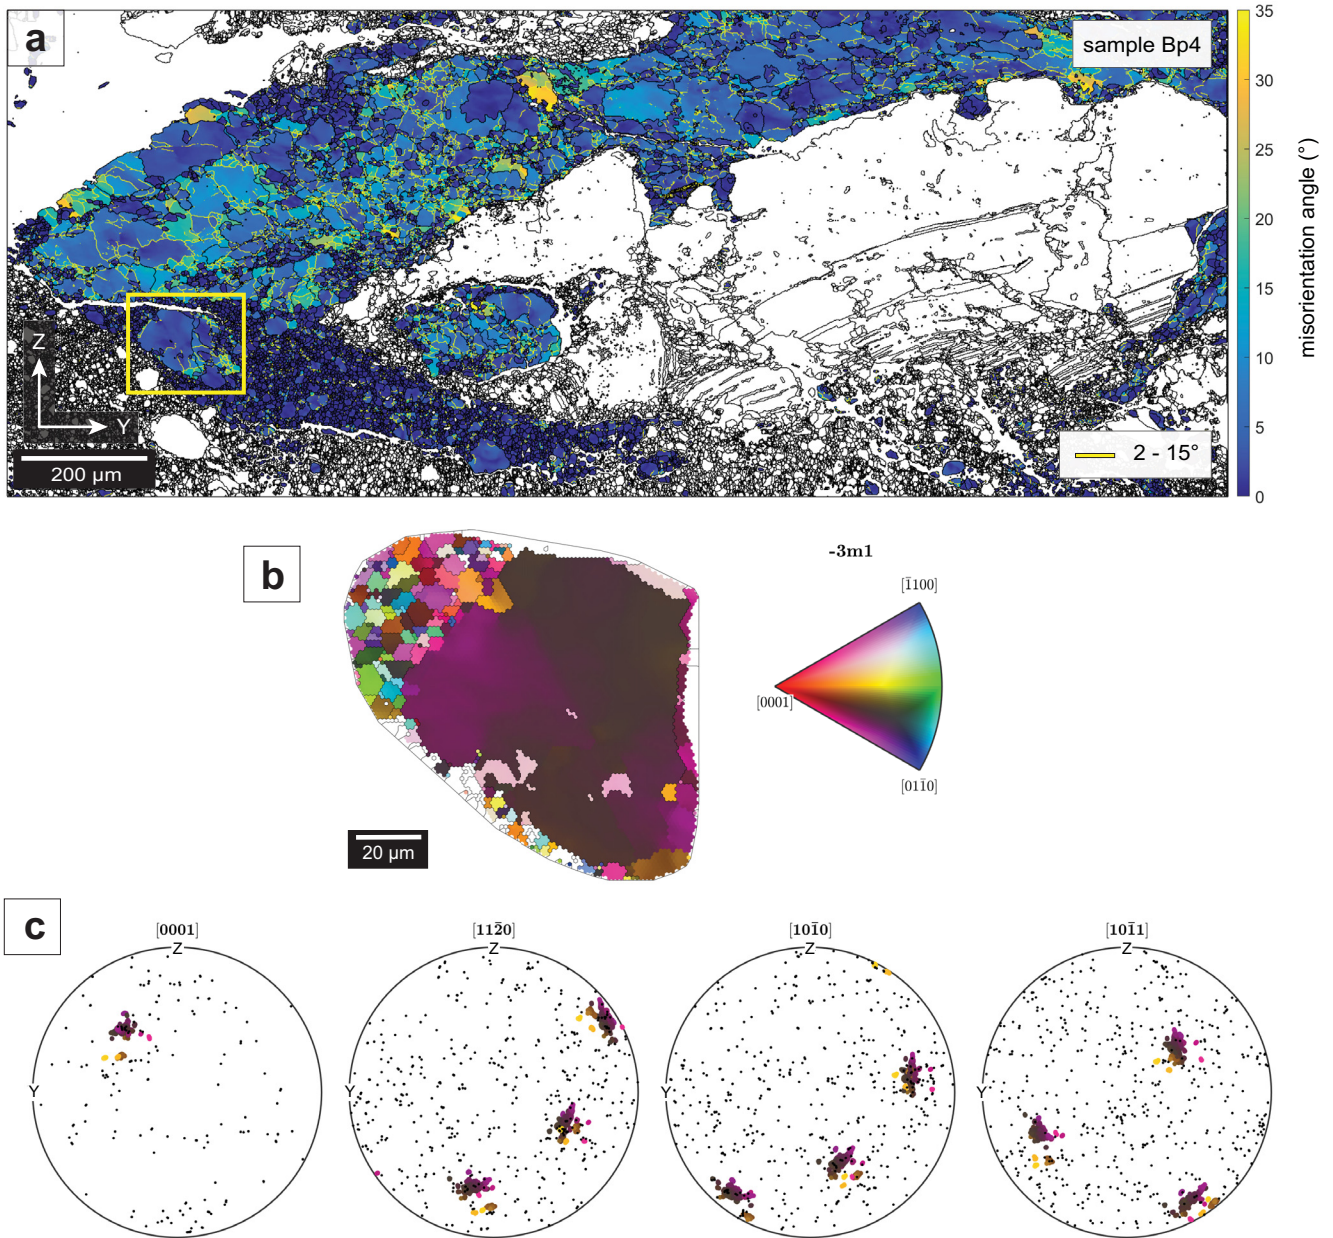 a
sample Bp4
35
30
25
20
15
10
5
0
misorientation angle (°)
Z
Y
200 µm
2 - 15°
b
-3m1
[1̄100]
[0001]
[011̄0]
20 µm
c
[0001]
[112̄0]
[101̄0]
[101̄1]
Z
Z
Z
Z
Y
Y
Y
Y